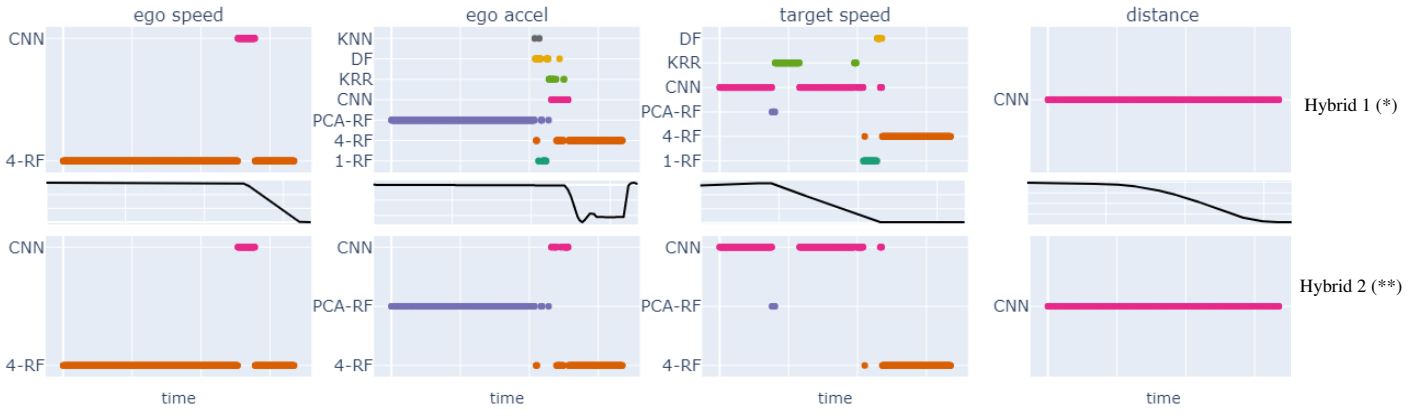 ego speed
ego accel
target speed
distance
CNN
4-RF
KNN
DF
KRR
CNN
PCA-RF
4-RF
1-RF
DF
KRR
CNN
PCA-RF
4-RF
1-RF
CNN
Hybrid 1 (*)
CNN
4-RF
CNN
PCA-RF
4-RF
CNN
PCA-RF
4-RF
CNN
Hybrid 2 (**)
time
time
time
time